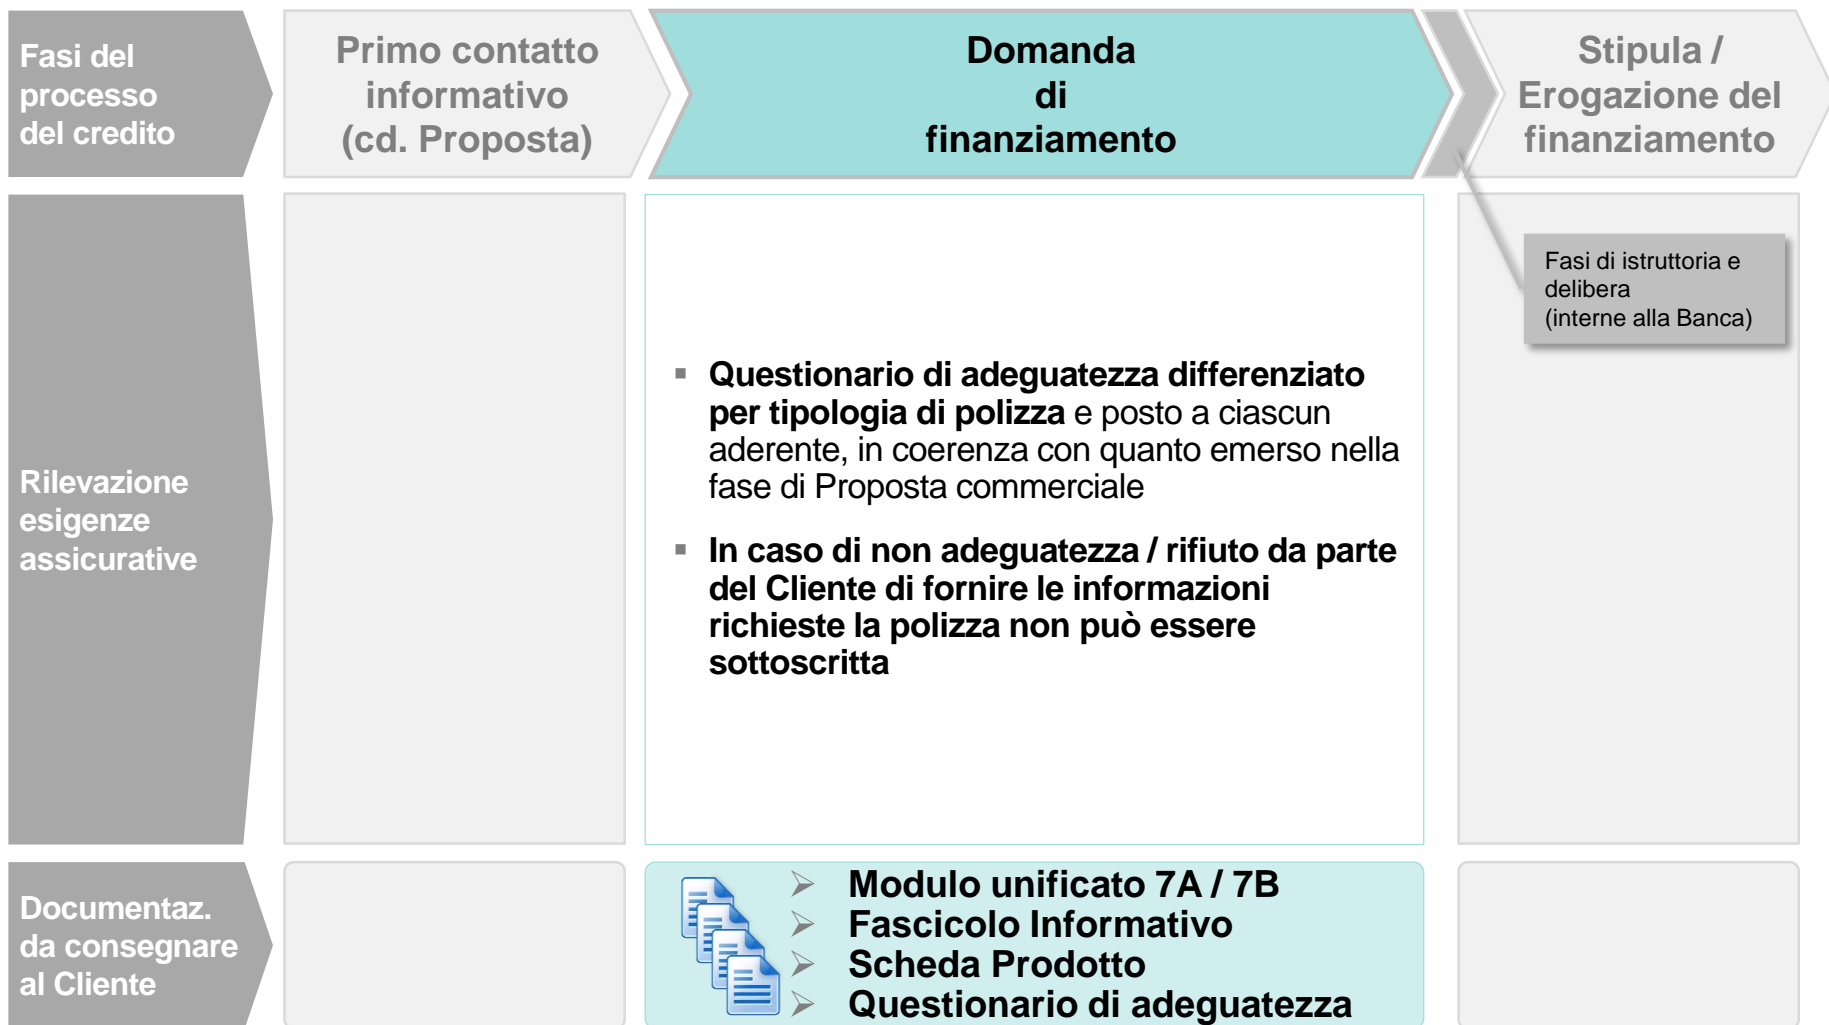 Fasi del
processo
del credito
Primo contatto
informativo
(cd. Proposta)
Domanda
di
finanziamento
Stipula /
Erogazione del
finanziamento
Fasi di istruttoria e
delibera
(interne alla Banca)
Rilevazione
esigenze
assicurative
▪ Questionario di adeguatezza differenziato
per tipologia di polizza e posto a ciascun
aderente, in coerenza con quanto emerso nella
fase di Proposta commerciale
▪ In caso di non adeguatezza / rifiuto da parte
del Cliente di fornire le informazioni
richieste la polizza non può essere
sottoscritta
Documentaz.
da consegnare
al Cliente
➢ Modulo unificato 7A / 7B
➢ Fascicolo Informativo
➢ Scheda Prodotto
➢ Questionario di adeguatezza